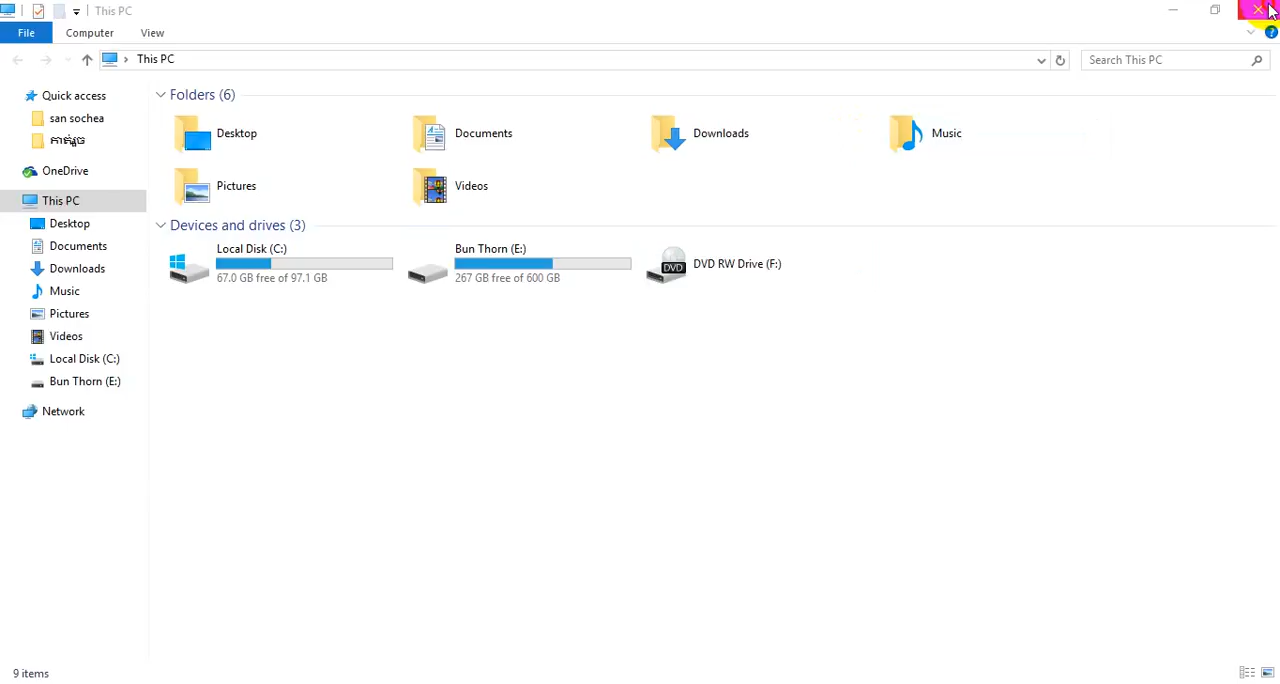 This PC
File
Computer
View
This PC
Search This PC
Quick access
san sochea
កាត់រួច
OneDrive
This PC
Desktop
Documents
Downloads
Music
Pictures
Videos
Local Disk (C:)
Bun Thorn (E:)
Network
Folders (6)
Desktop
Documents
Downloads
Music
Pictures
Videos
Devices and drives (3)
Local Disk (C:)
67.0 GB free of 97.1 GB
Bun Thorn (E:)
267 GB free of 600 GB
DVD
DVD RW Drive (F:)
9 items